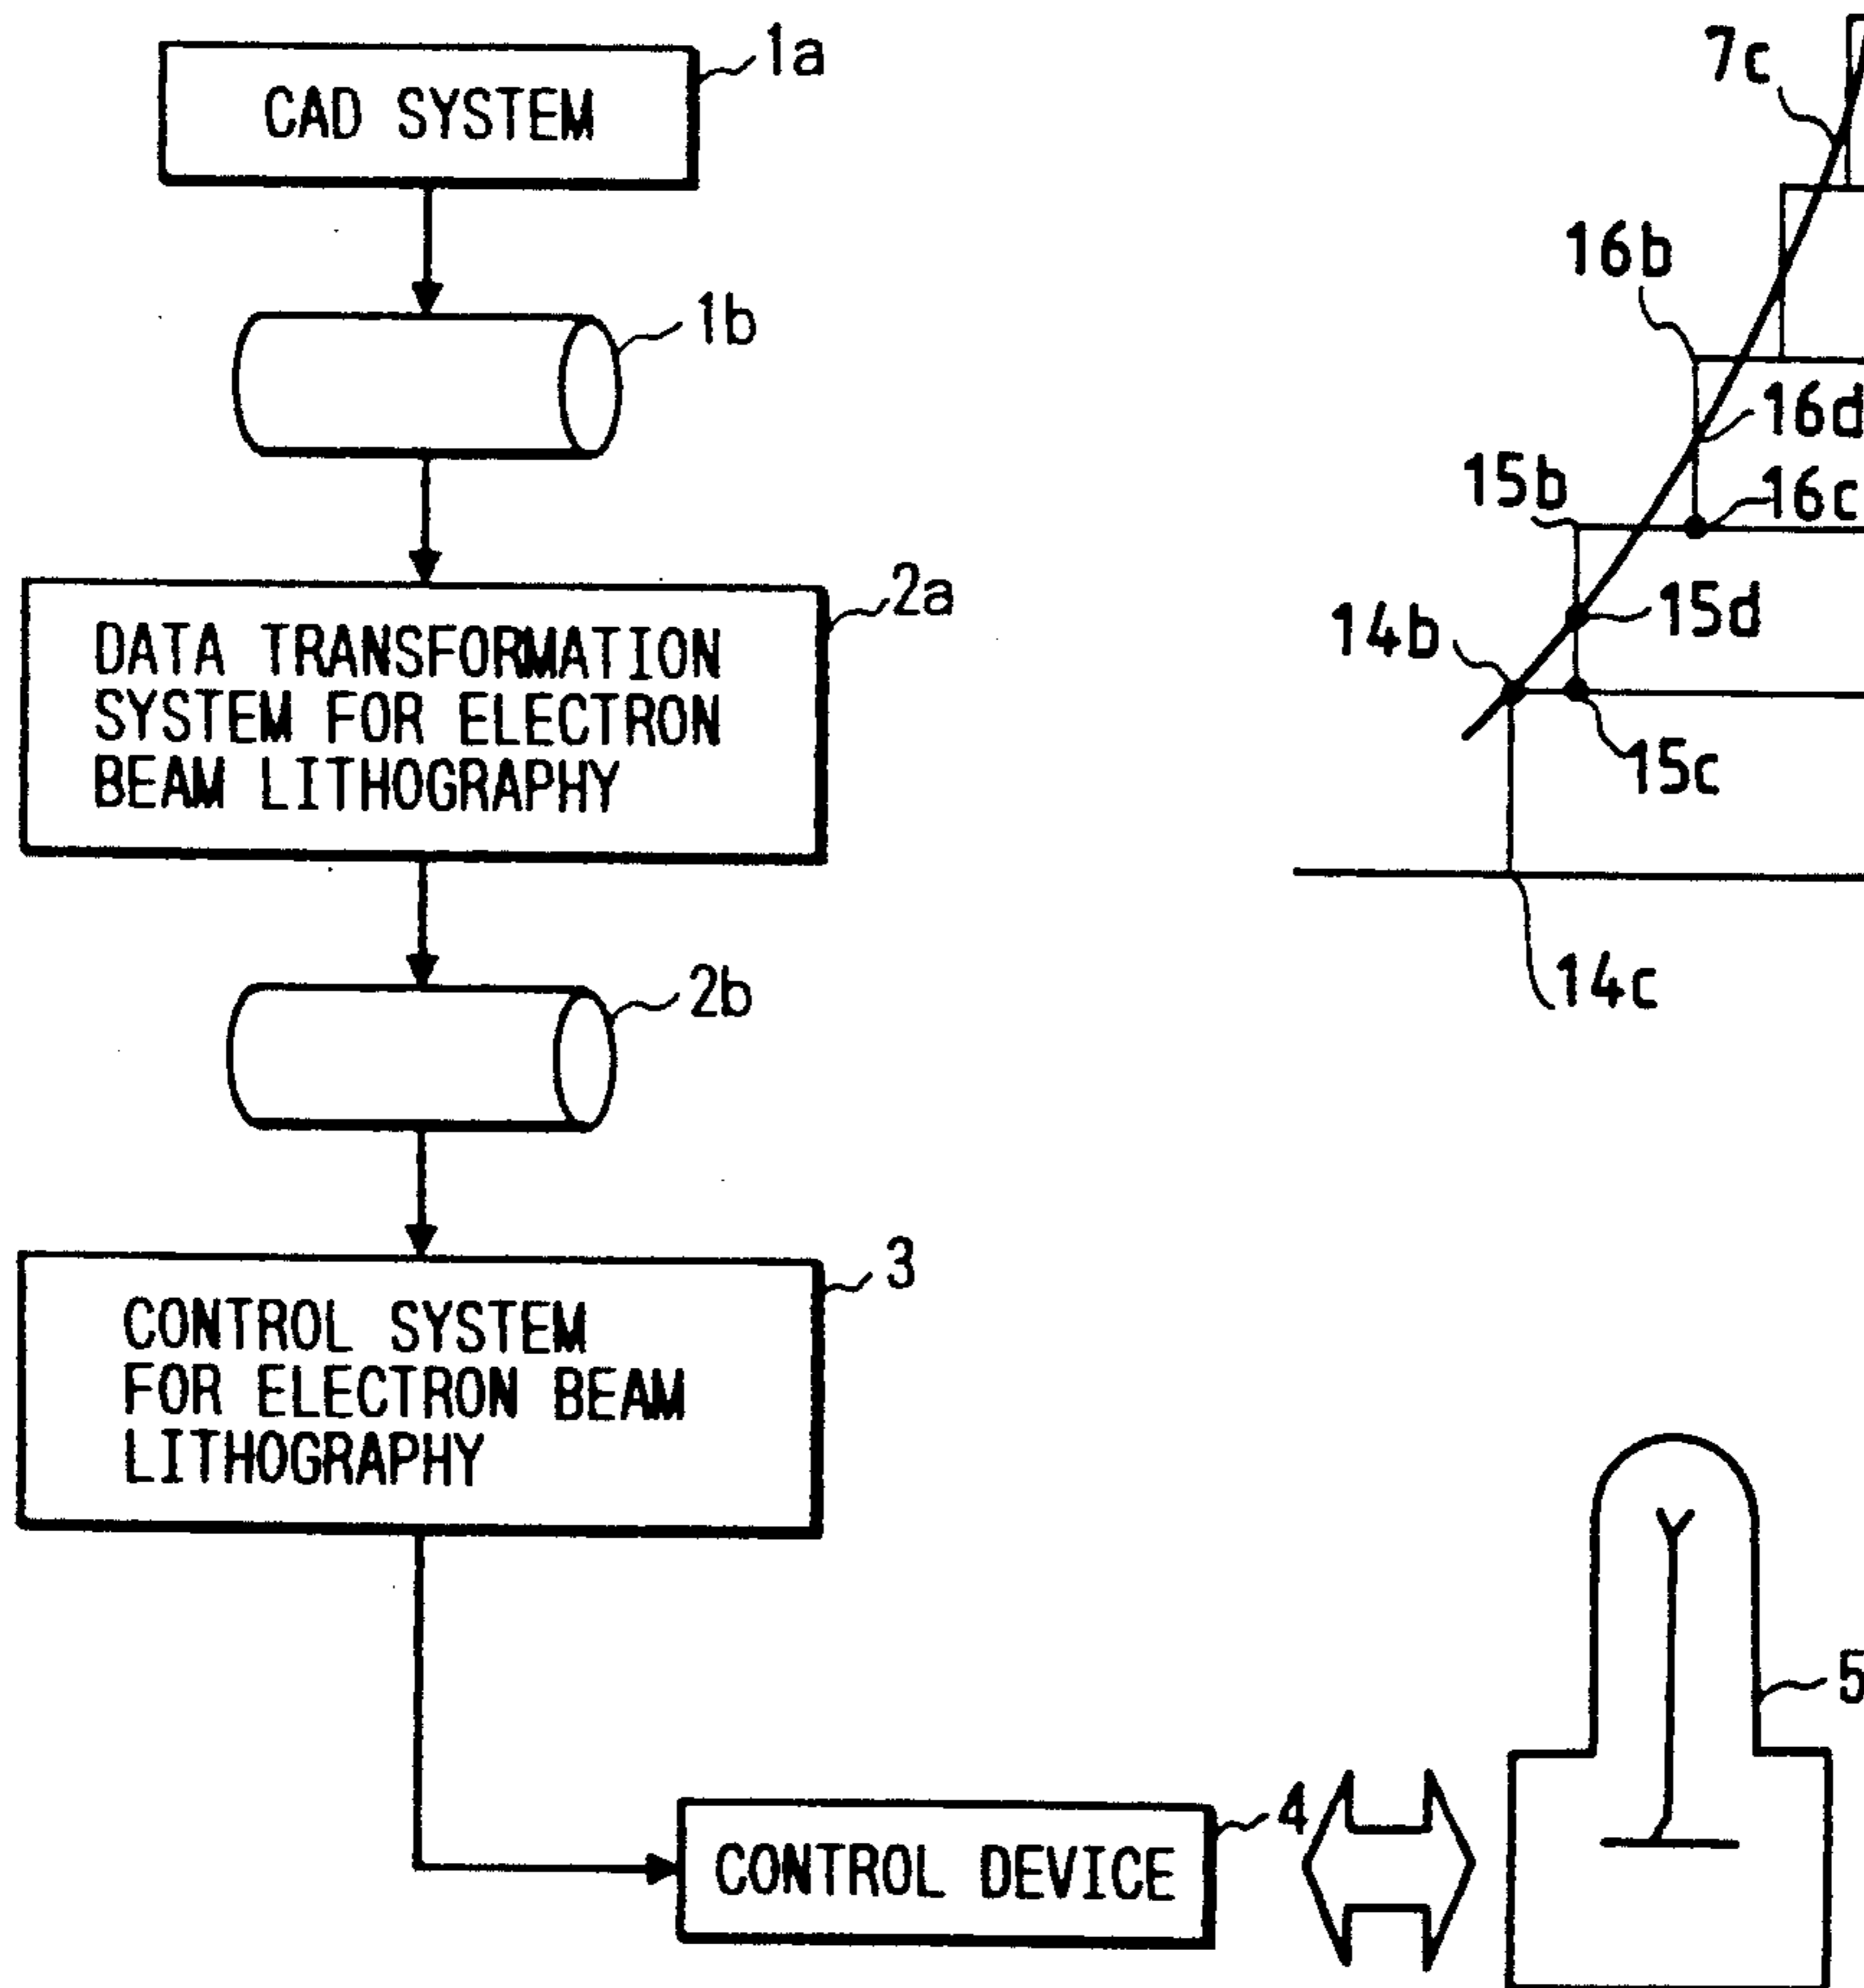 1a
CAD SYSTEM
1b
2a
DATA TRANSFORMATION
SYSTEM FOR ELECTRON
BEAM LITHOGRAPHY
2b
3
CONTROL SYSTEM
FOR ELECTRON BEAM
LITHOGRAPHY
4
CONTROL DEVICE
5
7c
16b
16d
15b
16c
14b
15d
15c
14c